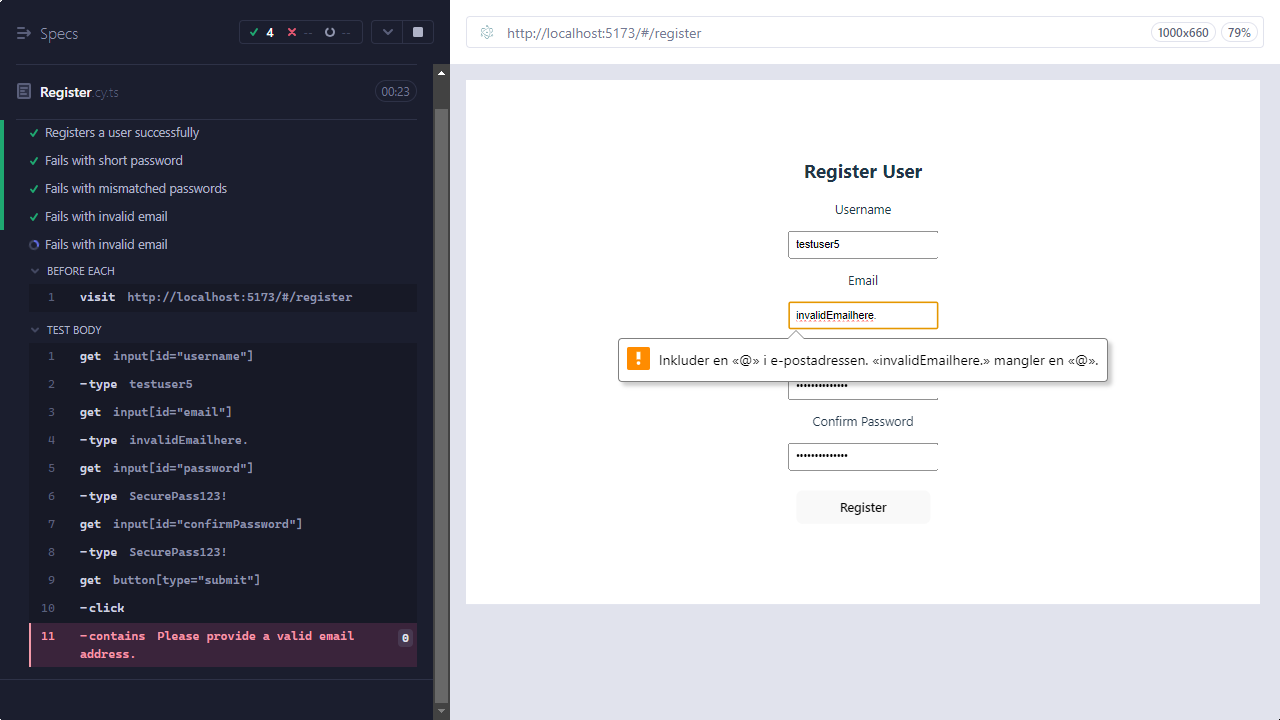 Specs
4
--
--
Register.cy.ts
00:23
Registers a user successfully
Fails with short password
Fails with mismatched passwords
Fails with invalid email
Fails with invalid email
BEFORE EACH
1 visit http://localhost:5173/#/register
TEST BODY
1 get input[id="username"]
2 -type testuser5
3 get input[id="email"]
4 -type invalidEmailhere.
5 get input[id="password"]
6 -type SecurePass123!
7 get input[id="confirmPassword"]
8 -type SecurePass123!
9 get button[type="submit"]
10 -click
11 -contains Please provide a valid email
address.
0
http://localhost:5173/#/register
1000x660
79%
Register User
Username
testuser5
Email
invalidEmailhere.
Inkluder en «@» i e-postadressen. «invalidEmailhere.» mangler en «@».
••••••••••••••
Confirm Password
••••••••••••••
Register